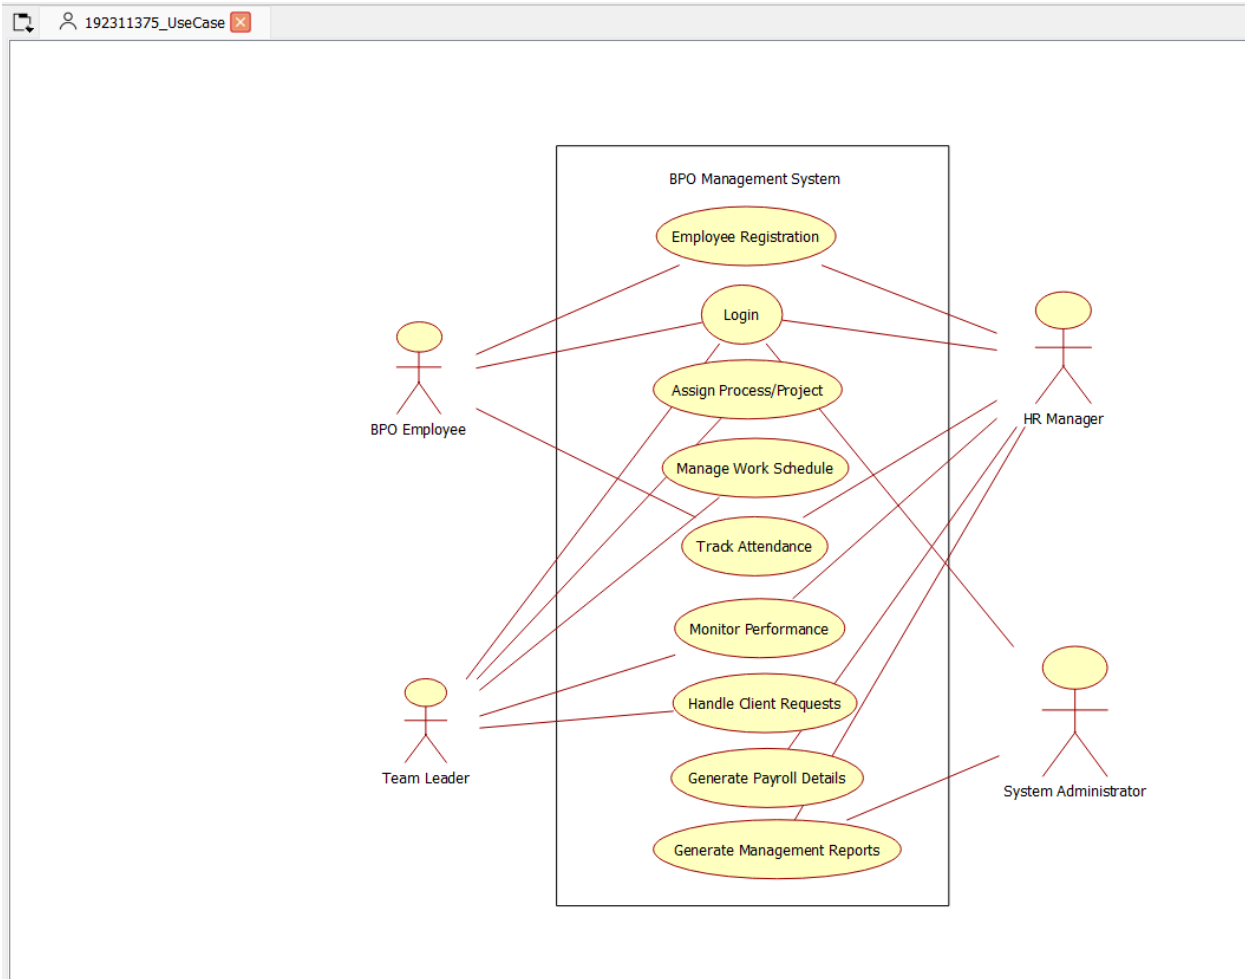 192311375_UseCase
BPO Management System
Employee Registration
Login
Assign Process/Project
Manage Work Schedule
Track Attendance
Monitor Performance
Handle Client Requests
Generate Payroll Details
Generate Management Reports
BPO Employee
HR Manager
Team Leader
System Administrator